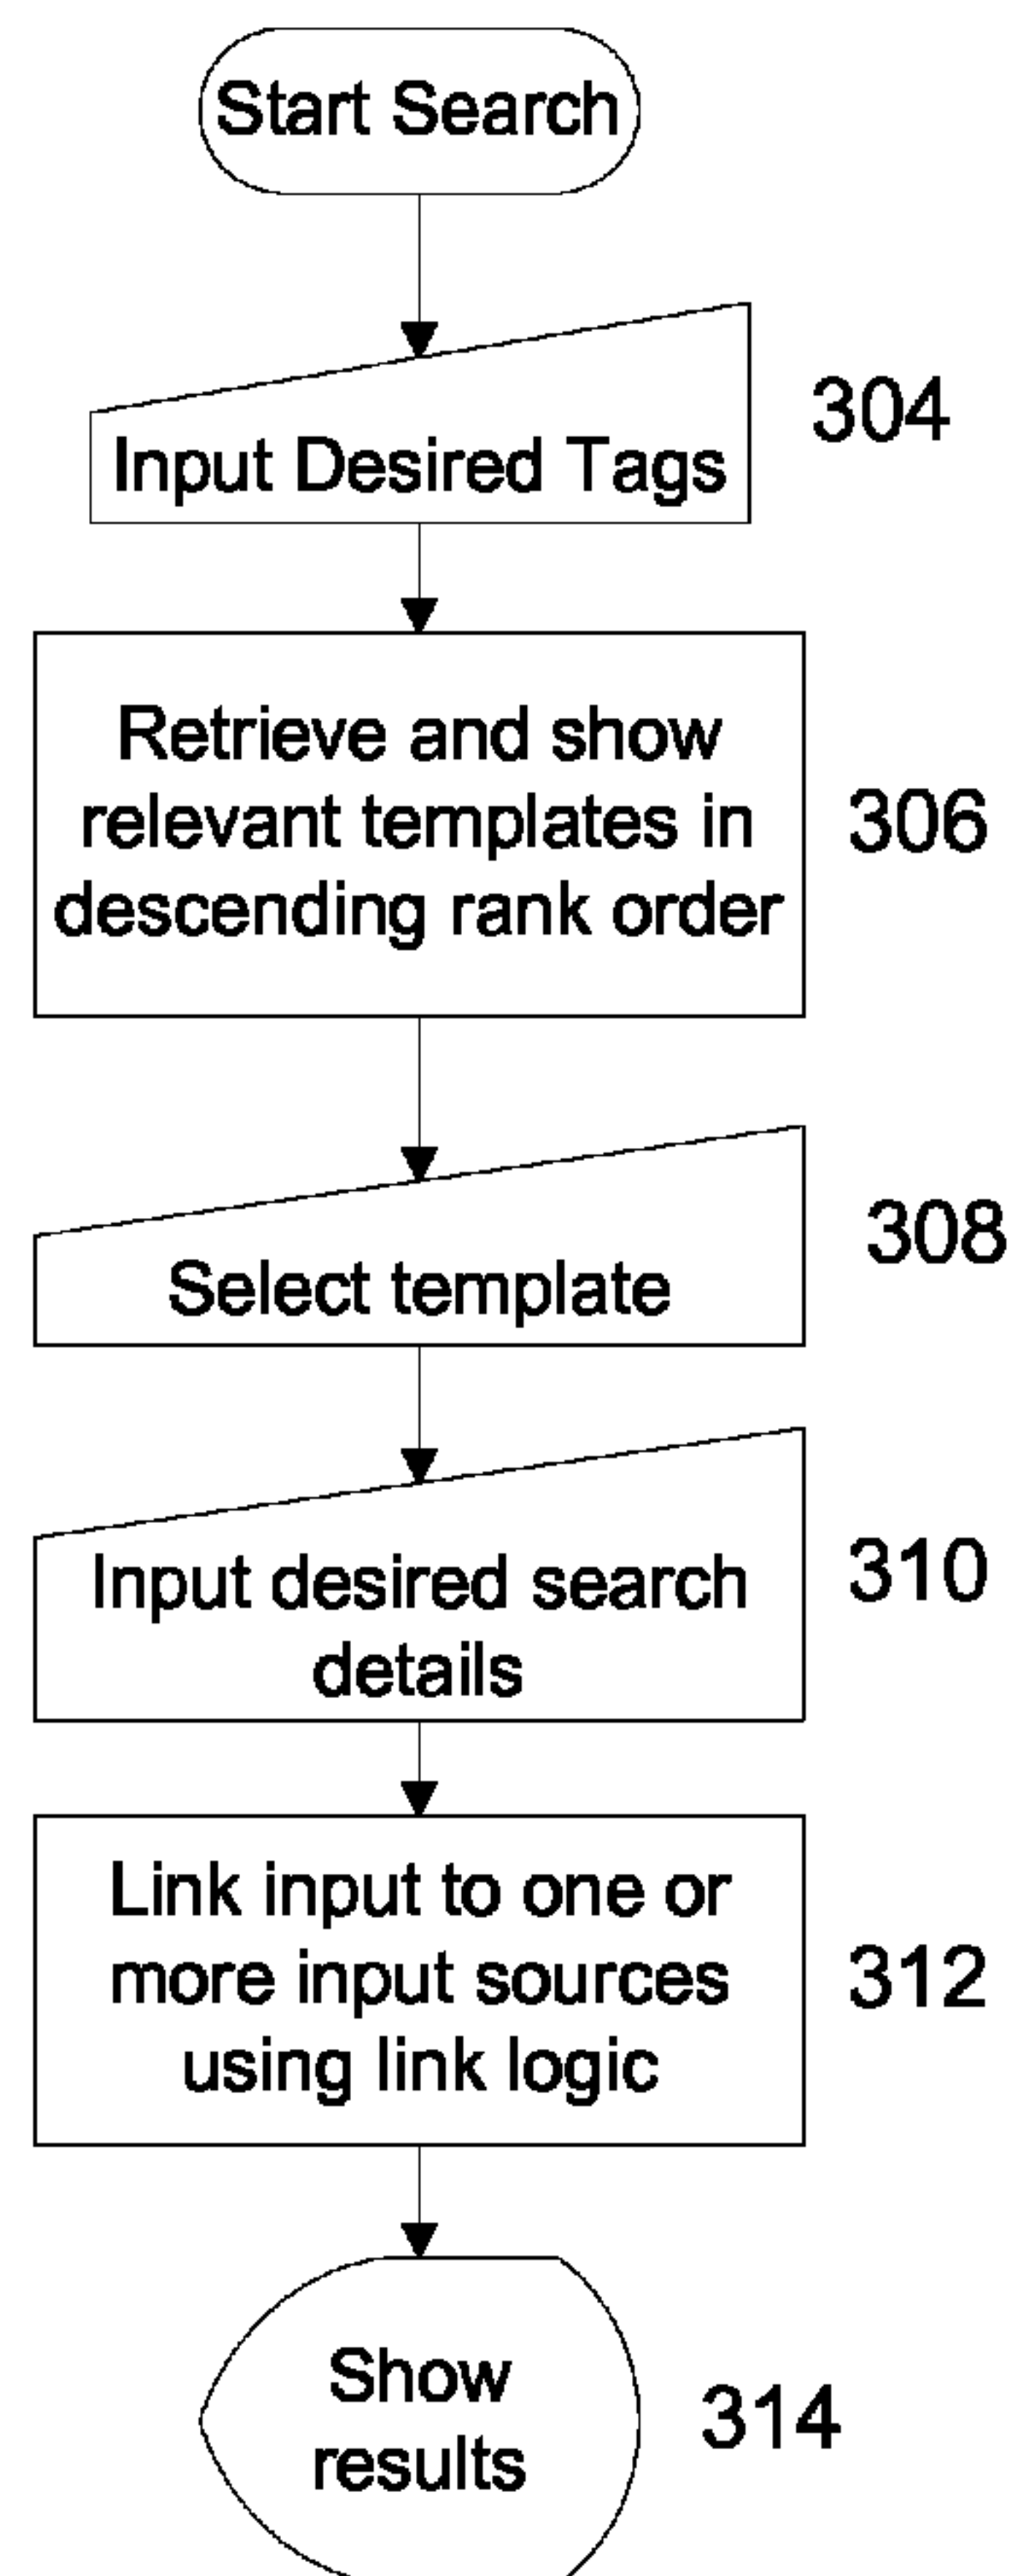 Start Search
Input Desired Tags
304
Retrieve and show
relevant templates in
descending rank order
306
Select template
308
Input desired search
details
310
Link input to one or
more input sources
using link logic
312
Show
results
314